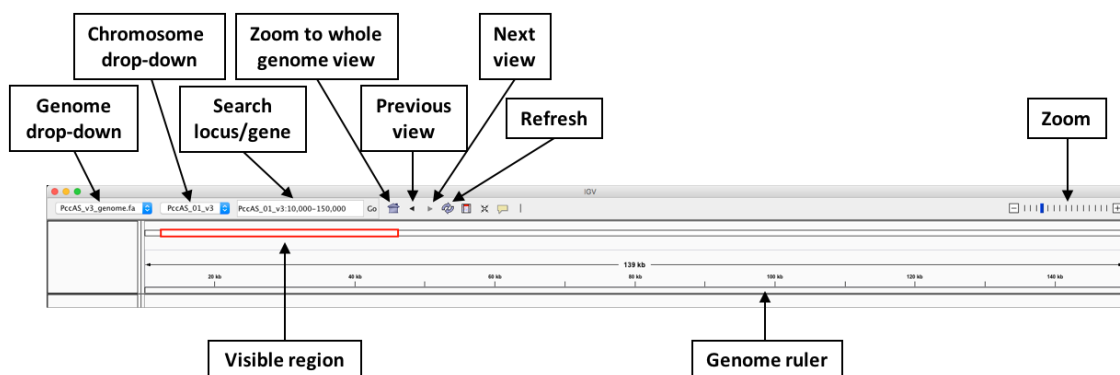 Chromosome
drop-down
Zoom to whole
genome view
Next
view
Genome
drop-down
Search
locus/gene
Previous
view
Refresh
Zoom
IGV
PccAS_v3_genome.fa PccAS_01_v3 PccAS_01_v3:10,000-150,000 Go
139 kb
20 kb 40 kb 60 kb 80 kb 100 kb 120 kb 140 kb
Visible region
Genome ruler